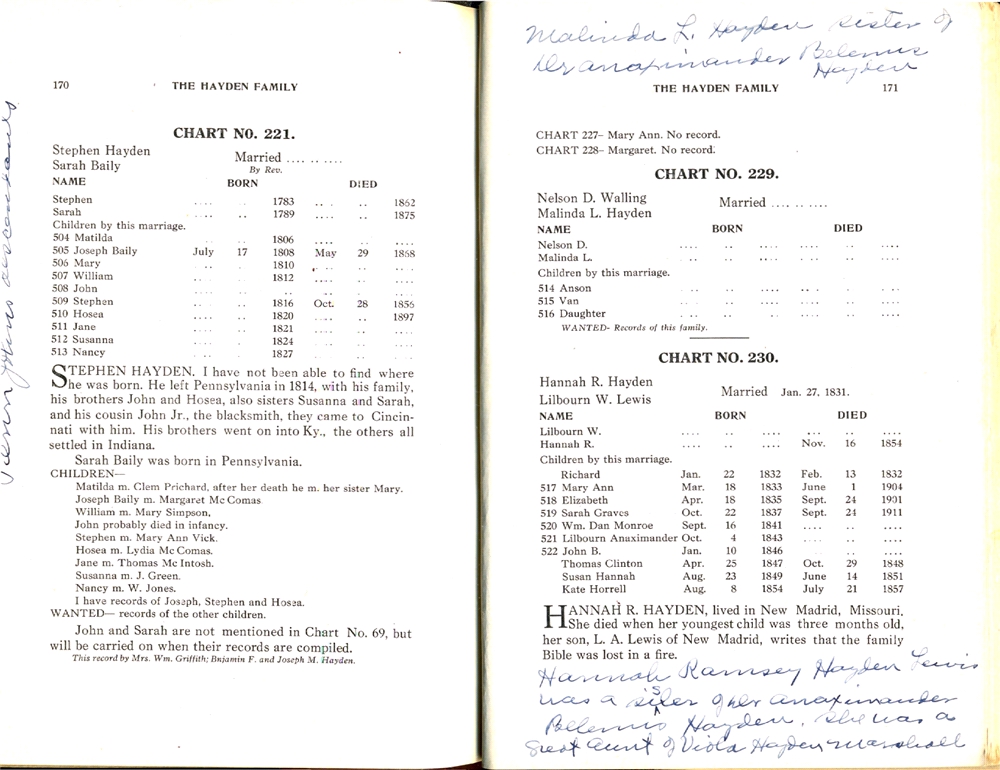 170 THE HAYDEN FAMILY
CHART NO. 221.
Stephen Hayden
Sarah Baily
Married .... .. ....
By Rev.
NAME BORN DIED
Stephen .... .. 1783 .... .. 1862
Sarah .... .. 1789 .... .. 1875
Children by this marriage.
504 Matilda .. .. 1806 .... .. ....
505 Joseph Baily July 17 1808 May 29 1868
506 Mary .. .. 1810 .... .. ....
507 William .... .. 1812 .... .. ....
508 John .... .. .... .. ....
509 Stephen .... .. 1816 Oct. 28 1856
510 Hosea .... .. 1820 .... .. 1897
511 Jane .... .. 1821 .... .. ....
512 Susanna .... .. 1824 .... .. ....
513 Nancy ... .. 1827 .... .. ....
STEPHEN HAYDEN. I have not been able to find where
he was born. He left Pennsylvania in 1814, with his family,
his brothers John and Hosea, also sisters Susanna and Sarah,
and his cousin John Jr., the blacksmith, they came to Cincin-
nati with him. His brothers went on into Ky., the others all
settled in Indiana.
Sarah Baily was born in Pennsylvania.
CHILDREN—
Matilda m. Clem Prichard, after her death he m. her sister Mary.
Joseph Baily m. Margaret Mc Comas
William m. Mary Simpson,
John probably died in infancy.
Stephen m. Mary Ann Vick.
Hosea m. Lydia Mc Comas.
Jane m. Thomas Mc Intosh.
Susanna m. J. Green.
Nancy m. W. Jones.
I have records of Joseph, Stephen and Hosea.
WANTED— records of the other children.
John and Sarah are not mentioned in Chart No. 69, but
will be carried on when their records are compiled.
This record by Mrs. Wm. Griffith; Bnjamin F. and Joseph M. Hayden.
Malinda L. Hayden sister of
Dr Anaximander Belemus
Hayden
THE HAYDEN FAMILY 171
CHART 227– Mary Ann. No record.
CHART 228– Margaret. No record.
CHART NO. 229.
Nelson D. Walling
Malinda L. Hayden
Married .... .. ....
NAME BORN DIED
Nelson D. .... .. .... .... .. ....
Malinda L. .... .. .... .... .. ....
Children by this marriage.
514 Anson .. .. .... .. . . ...
515 Van .... .. .... .... .. ....
516 Daughter .. .. .... .... .. ....
WANTED- Records of this family.
CHART NO. 230.
Hannah R. Hayden
Lilbourn W. Lewis
Married Jan. 27, 1831.
NAME BORN DIED
Lilbourn W. .... .. .... ... .. ....
Hannah R. .... .. .... Nov. 16 1854
Children by this marriage.
Richard Jan. 22 1832 Feb. 13 1832
517 Mary Ann Mar. 18 1833 June 1 1904
518 Elizabeth Apr. 18 1835 Sept. 24 1901
519 Sarah Graves Oct. 22 1837 Sept. 24 1911
520 Wm. Dan Monroe Sept. 16 1841 .... .. ....
521 Lilbourn Anaximander Oct. 4 1843 .... .. ....
522 John B. Jan. 10 1846 .. ....
Thomas Clinton Apr. 25 1847 Oct. 29 1848
Susan Hannah Aug. 23 1849 June 14 1851
Kate Horrell Aug. 8 1854 July 21 1857
HANNAH R. HAYDEN, lived in New Madrid, Missouri.
She died when her youngest child was three months old,
her son, L. A. Lewis of New Madrid, writes that the family
Bible was lost in a fire.
Hannah Ramsey Hayden Lewis
was a sister of Dr Anaximander
Belemis Hayden. She was a
great aunt of Viola Hayden Marshall